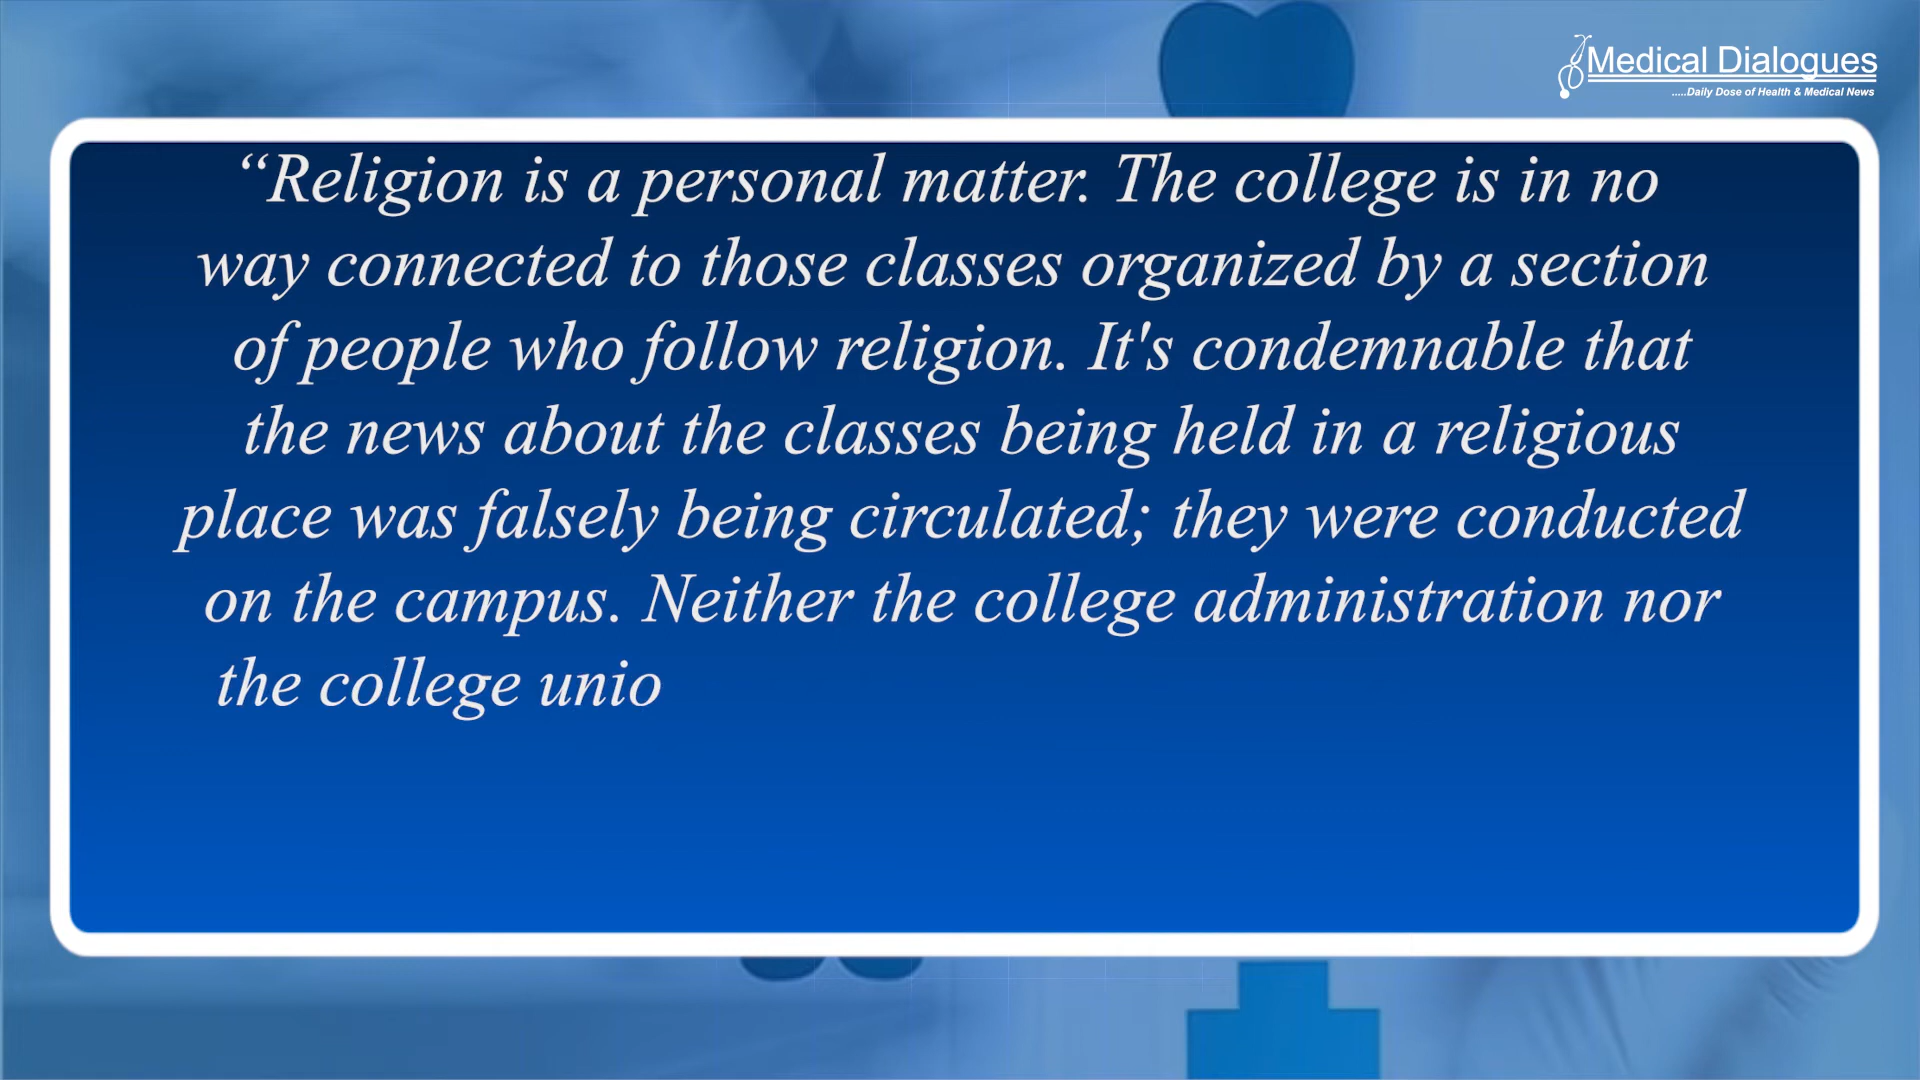 Medical Dialogues
.....Daily Dose of Health & Medical News
“Religion is a personal matter. The college is in no
way connected to those classes organized by a section
of people who follow religion. It's condemnable that
the news about the classes being held in a religious
place was falsely being circulated; they were conducted
on the campus. Neither the college administration nor
the college unio